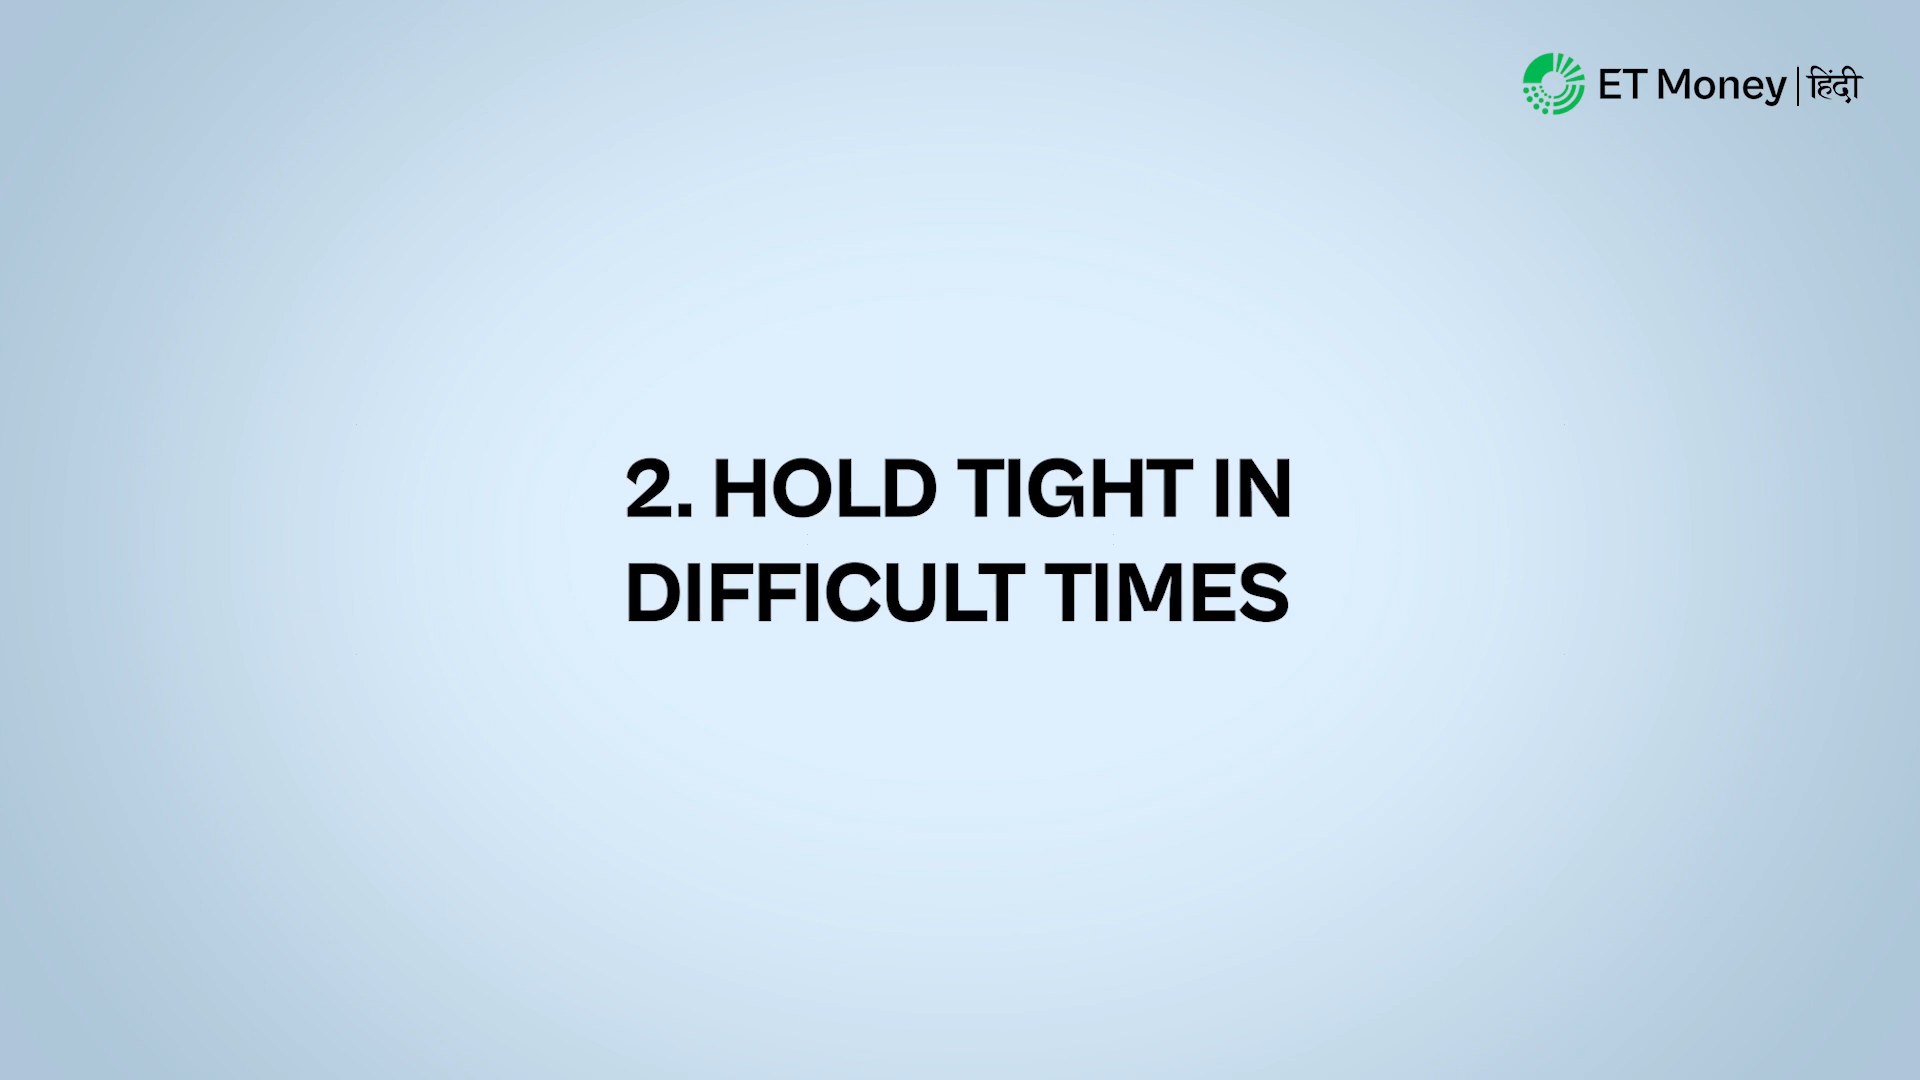 ET Money | हिंदी
2. HOLD TIGHT IN
DIFFICULT TIMES